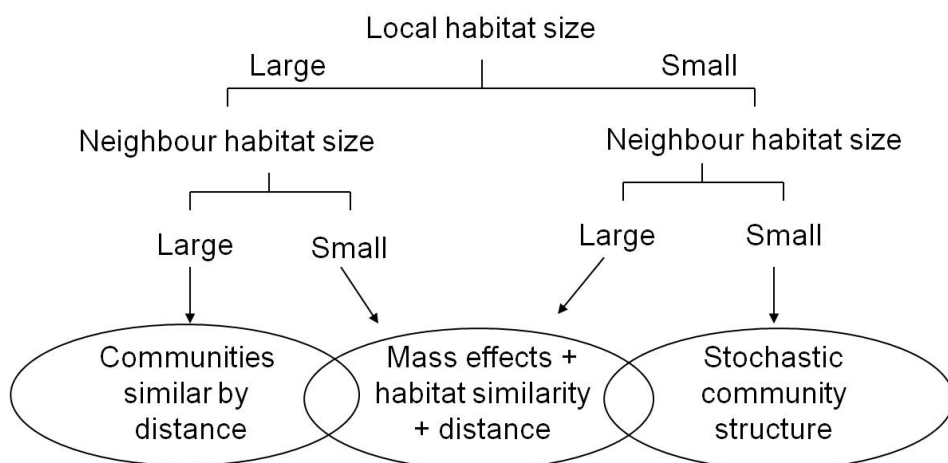 Local habitat size
Large
Small
Neighbour habitat size
Neighbour habitat size
Large
Small
Large
Small
Communities
similar by
distance
Mass effects +
habitat similarity
+ distance
Stochastic
community
structure